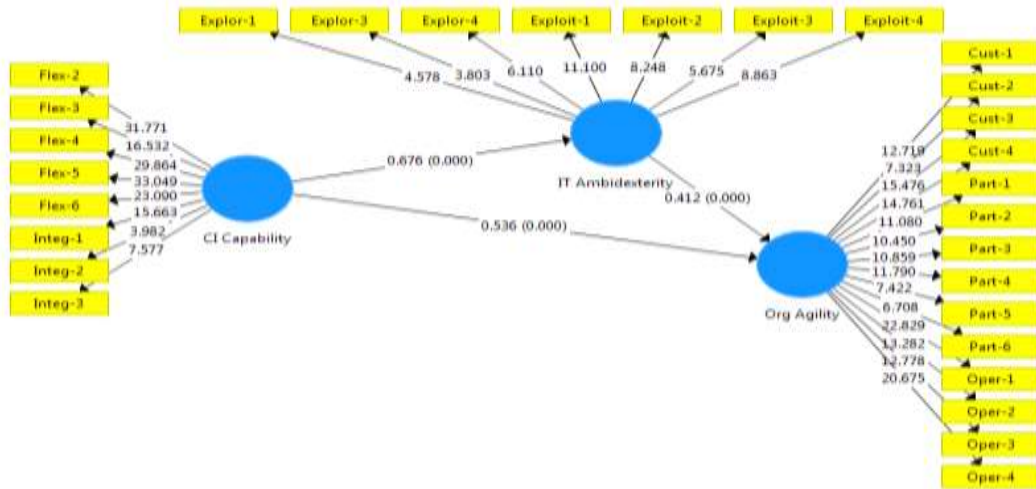 Explor-1 Explor-3 Explor-4 Exploit-1 Exploit-2 Exploit-3 Exploit-4
4.578 3.803 6.110 11.100 8.248 5.675 8.863
Flex-2
Flex-3
Flex-4
Flex-5
Flex-6
Integ-1
Integ-2
Integ-3
31.771
16.532
29.864
33.049
23.090
15.663
3.982
7.577
CI Capability
0.676 (0.000)
IT Ambidexterity
0.412 (0.000)
0.536 (0.000)
Org Agility
12.719
7.323
15.476
14.761
11.080
10.450
10.859
11.790
7.422
6.708
22.829
13.282
12.778
20.675
Cust-1
Cust-2
Cust-3
Cust-4
Part-1
Part-2
Part-3
Part-4
Part-5
Part-6
Oper-1
Oper-2
Oper-3
Oper-4